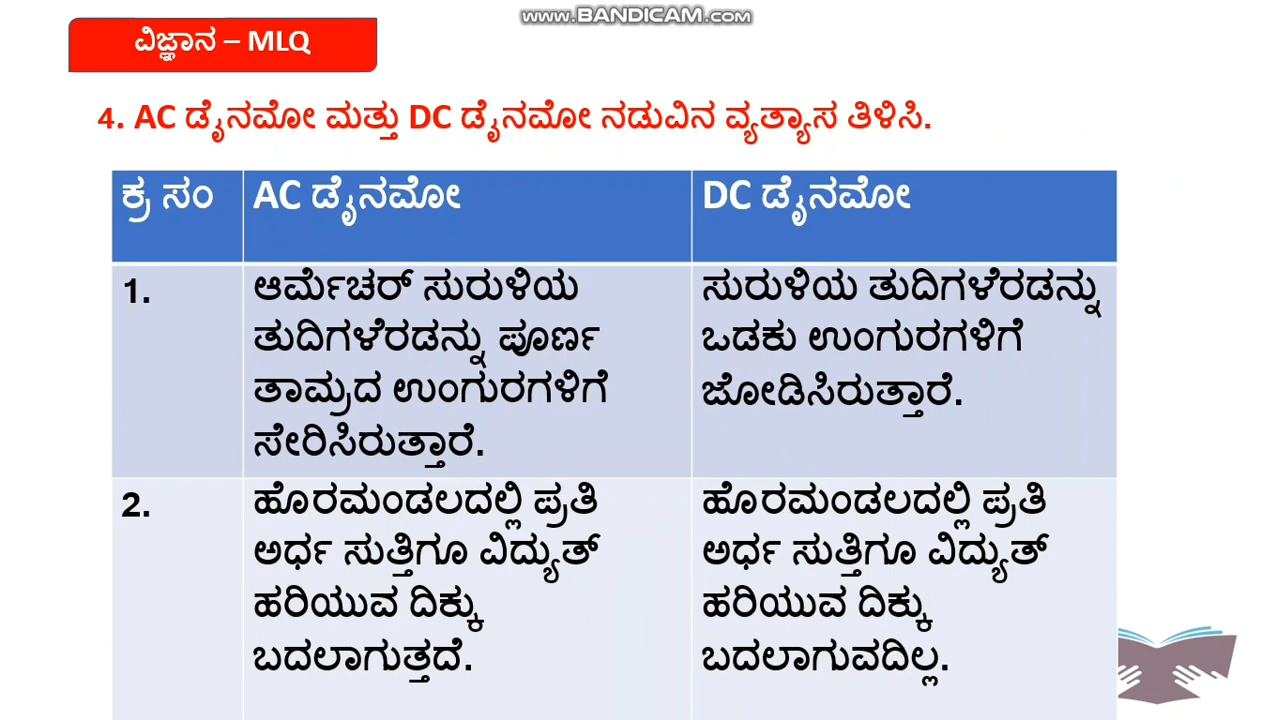 www.BANDICAM.com
ವಿಜ್ಞಾನ – MLQ
4. AC ಡೈನಮೋ ಮತ್ತು DC ಡೈನಮೋ ನಡುವಿನ ವ್ಯತ್ಯಾಸ ತಿಳಿಸಿ.
ಕ್ರ ಸಂ
AC ಡೈನಮೋ
DC ಡೈನಮೋ
1.
ಆರ್ಮೆಚರ್ ಸುರುಳಿಯ
ತುದಿಗಳೆರಡನ್ನು ಪೂರ್ಣ
ತಾಮ್ರದ ಉಂಗುರಗಳಿಗೆ
ಸೇರಿಸಿರುತ್ತಾರೆ.
ಸುರುಳಿಯ ತುದಿಗಳೆರಡನ್ನು
ಒಡಕು ಉಂಗುರಗಳಿಗೆ
ಜೋಡಿಸಿರುತ್ತಾರೆ.
2.
ಹೊರಮಂಡಲದಲ್ಲಿ ಪ್ರತಿ
ಅರ್ಧ ಸುತ್ತಿಗೂ ವಿದ್ಯುತ್
ಹರಿಯುವ ದಿಕ್ಕು
ಬದಲಾಗುತ್ತದೆ.
ಹೊರಮಂಡಲದಲ್ಲಿ ಪ್ರತಿ
ಅರ್ಧ ಸುತ್ತಿಗೂ ವಿದ್ಯುತ್
ಹರಿಯುವ ದಿಕ್ಕು
ಬದಲಾಗುವದಿಲ್ಲ.